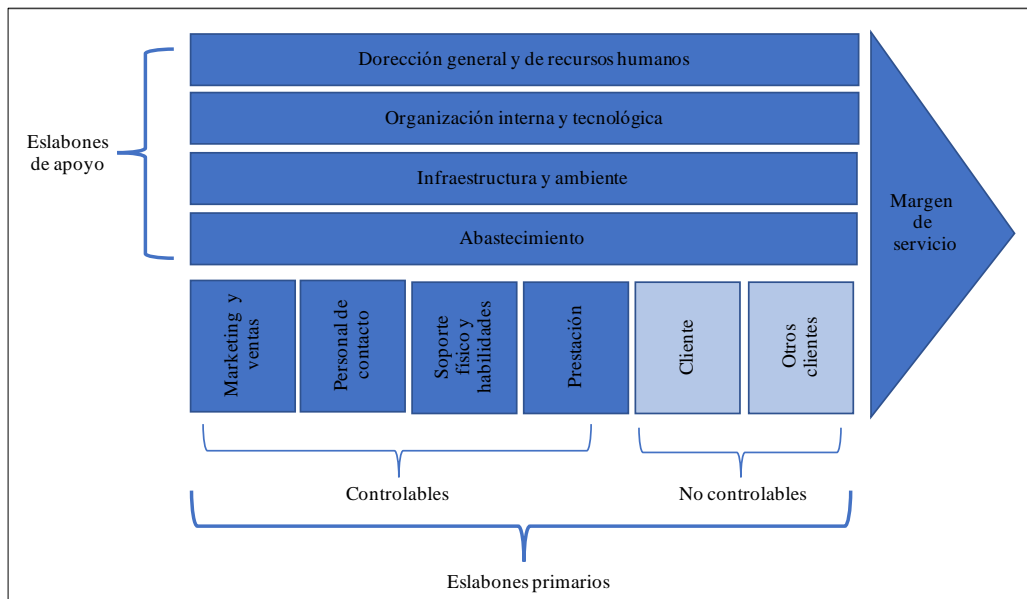 Dorección general y de recursos humanos
Organización interna y tecnológica
Eslabones
de apoyo
Infraestructura y ambiente
Abastecimiento
Margen
de
servicio
Marketing y
ventas
Personal de
contacto
Soporte
físico y
habilidades
Prestación
Cliente
Otros
clientes
Controlables
No controlables
Eslabones primarios